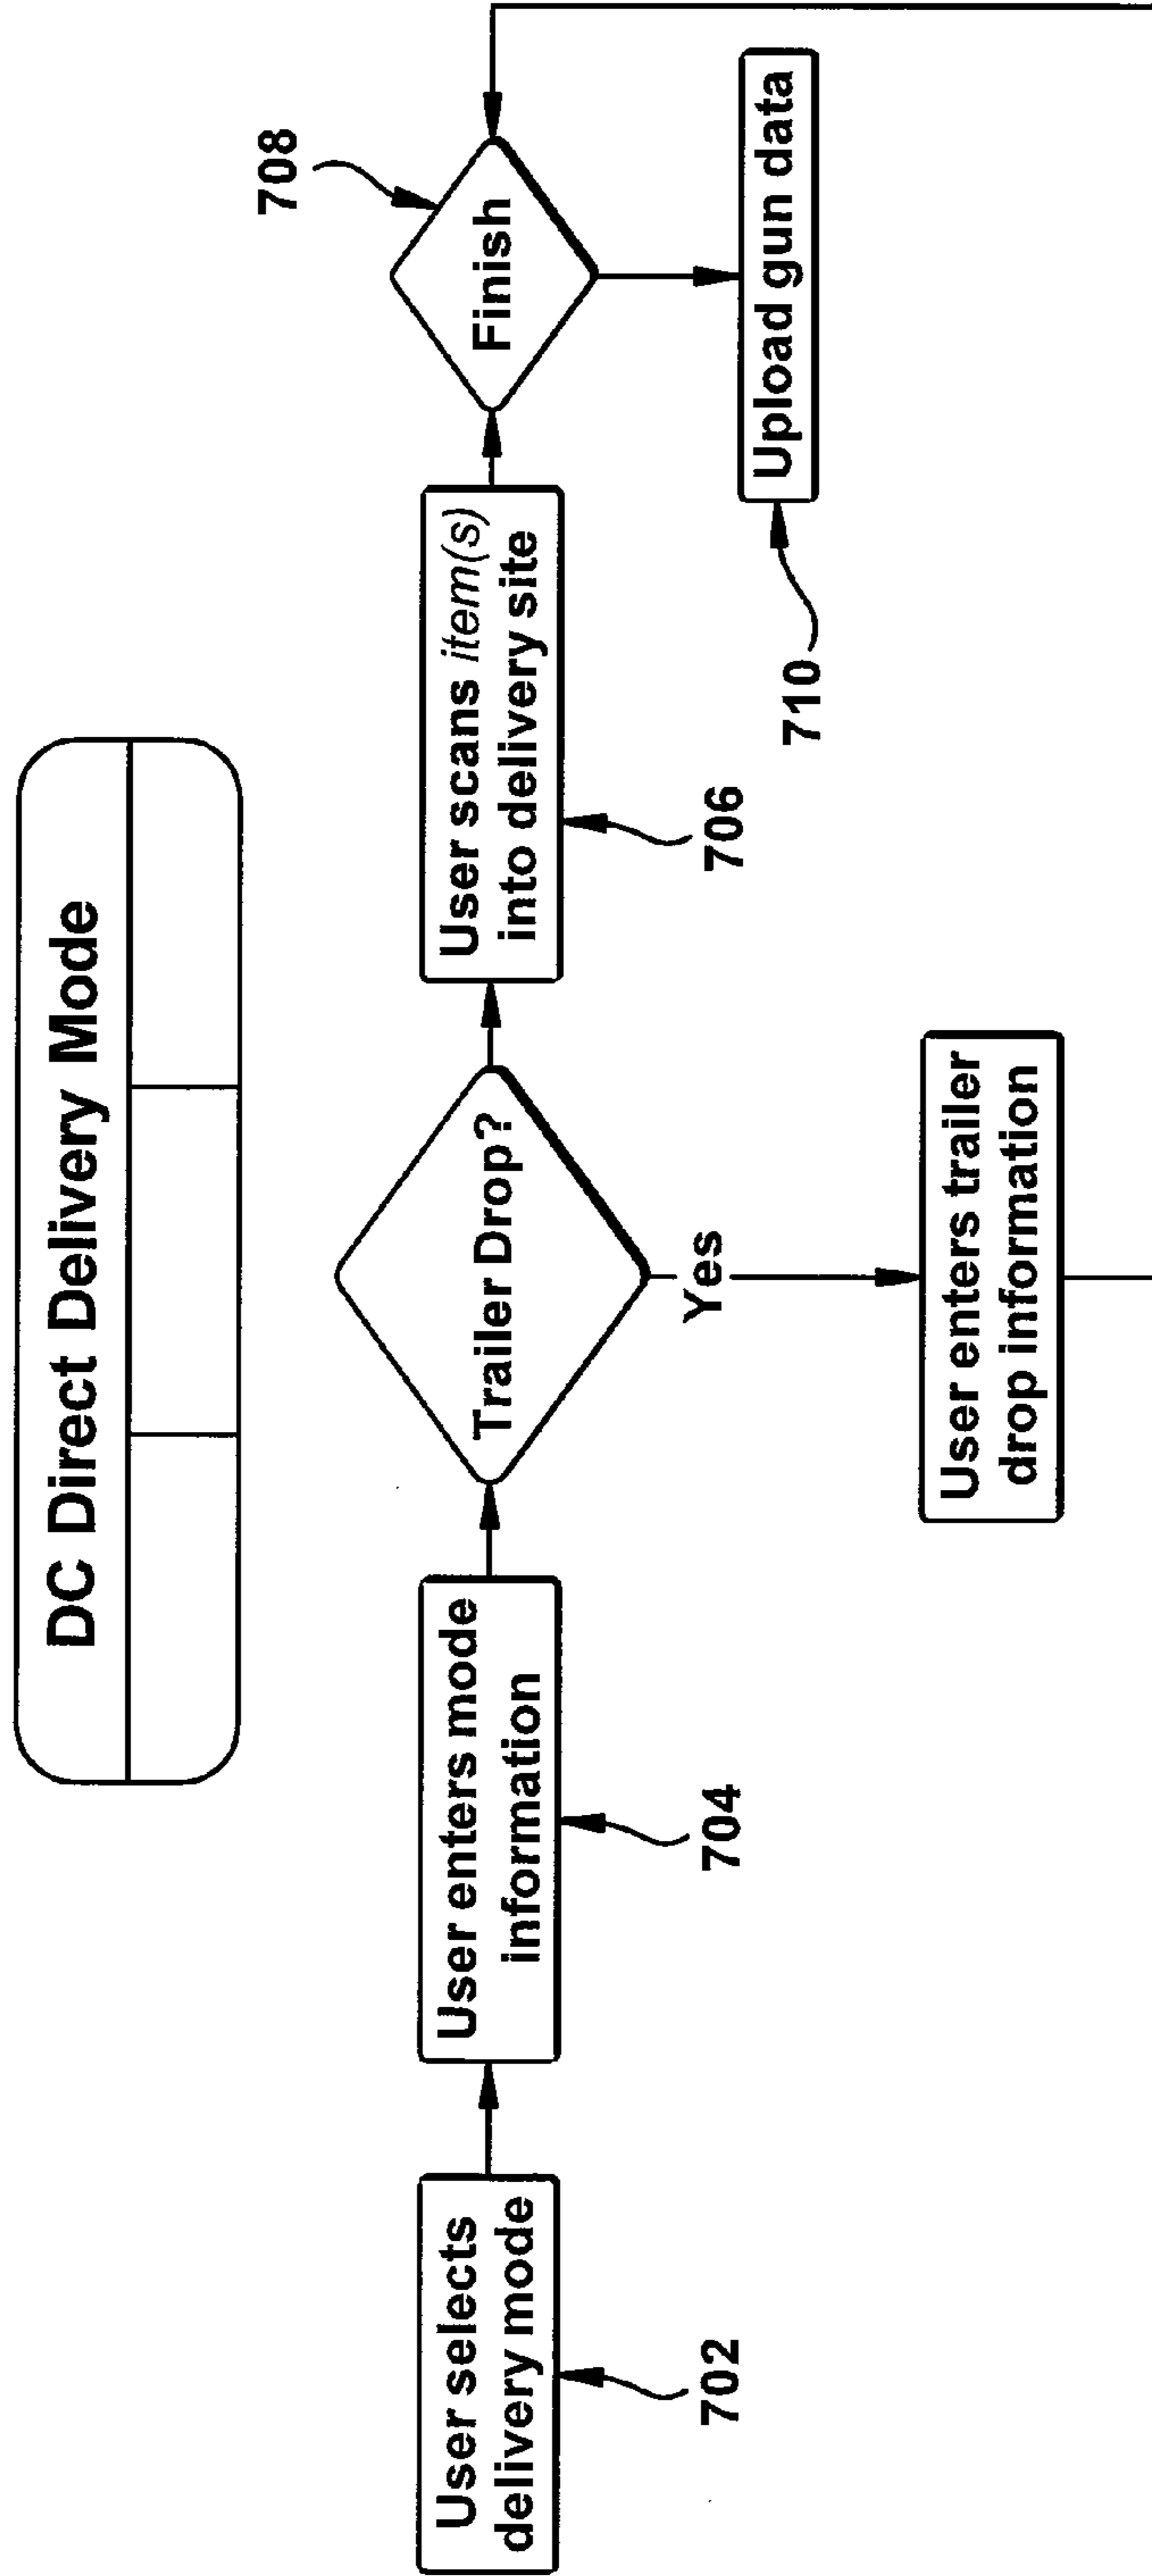 DC Direct Delivery Mode
User selects
delivery mode
702
User enters mode
information
704
Trailer Drop?
Yes
User enters trailer
drop information
User scans item(s)
into delivery site
706
Finish
708
Upload gun data
710